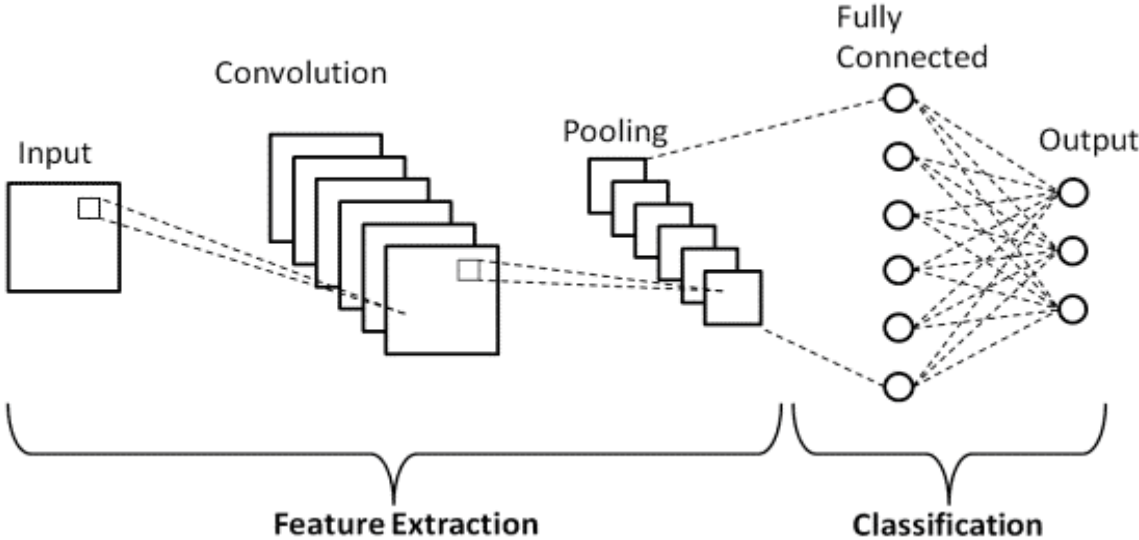 Input
Convolution
Pooling
Fully
Connected
Output
Feature Extraction
Classification